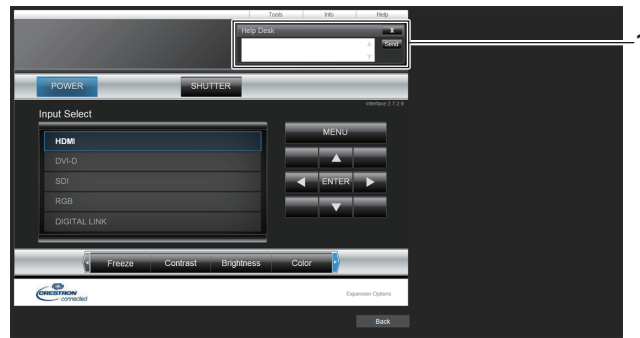 Tools Info Help
Help Desk X
Send
1
POWER SHUTTER
Interface 2.7.2.9
Input Select
MENU
HDMI
DVI-D
SDI
ENTER
RGB
DIGITAL LINK
Freeze Contrast Brightness Color
CRESTRON
connected
Expansion Options
Back